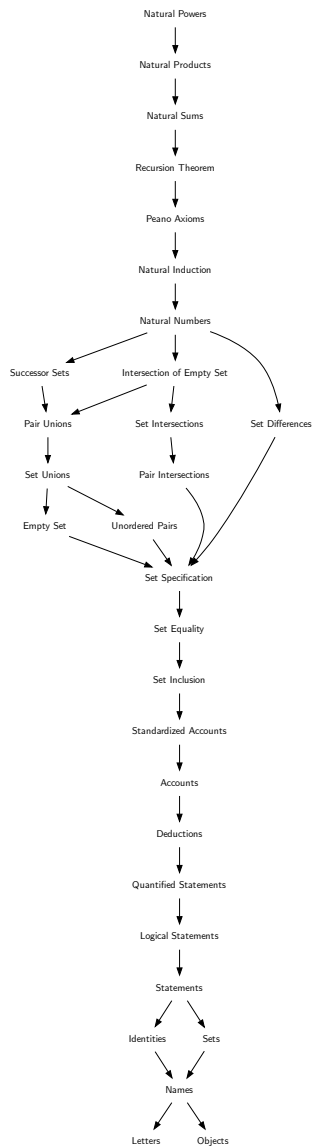 Natural Powers
Natural Products
Natural Sums
Recursion Theorem
Peano Axioms
Natural Induction
Natural Numbers
Successor Sets
Intersection of Empty Set
Pair Unions
Set Intersections
Set Differences
Set Unions
Pair Intersections
Empty Set
Unordered Pairs
Set Specification
Set Equality
Set Inclusion
Standardized Accounts
Accounts
Deductions
Quantified Statements
Logical Statements
Statements
Identities
Sets
Names
Letters
Objects